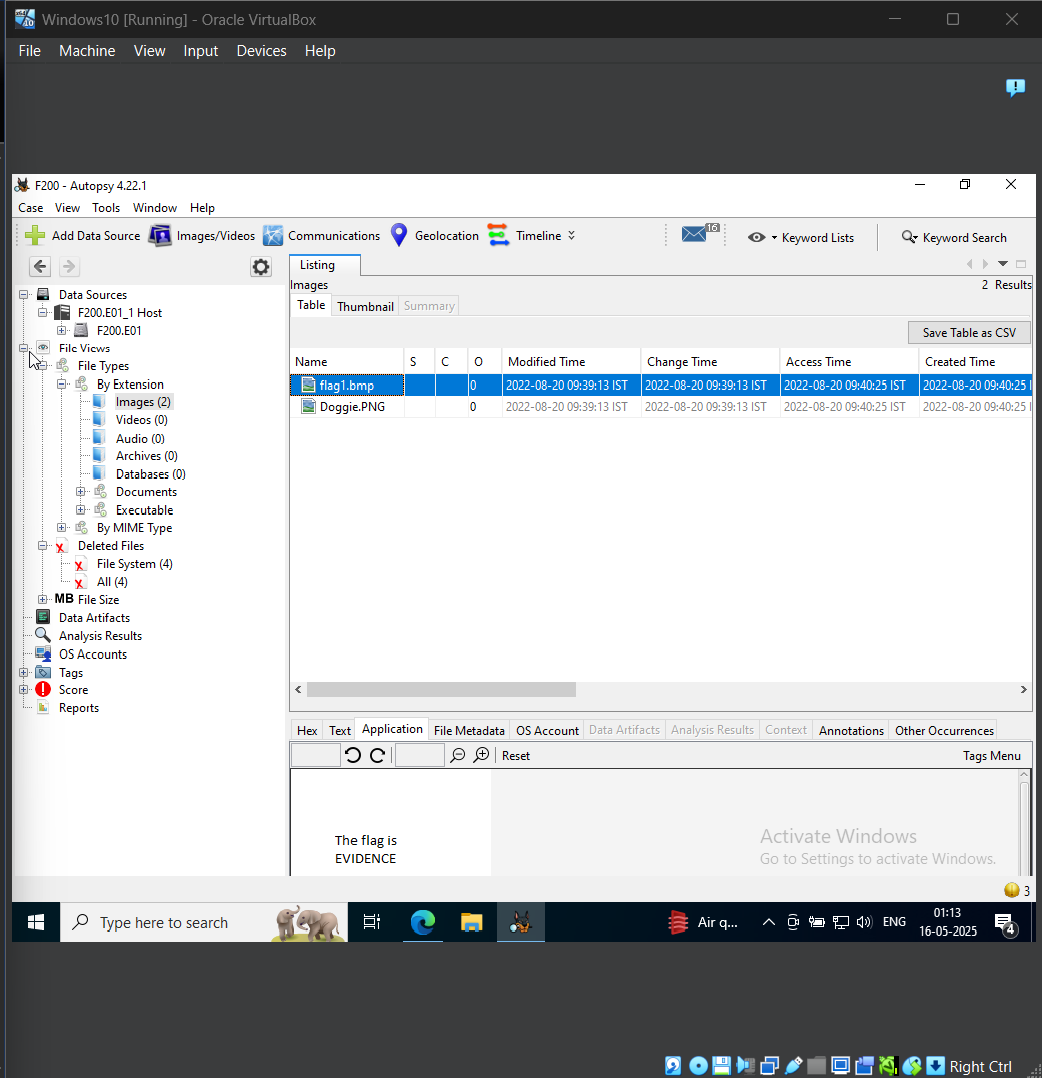 Windows10 [Running] - Oracle VirtualBox
File Machine View Input Devices Help
F200 - Autopsy 4.22.1
Case View Tools Window Help
Add Data Source Images/Videos Communications Geolocation Timeline 16 Keyword Lists Keyword Search
Data Sources
F200.E01_1 Host
F200.E01
File Views
File Types
By Extension
Images (2)
Videos (0)
Audio (0)
Archives (0)
Databases (0)
Documents
Executable
By MIME Type
Deleted Files
File System (4)
All (4)
MB File Size
Data Artifacts
Analysis Results
OS Accounts
Tags
Score
Reports
Listing
Images 2 Results
Table Thumbnail Summary
Save Table as CSV
Name S C O Modified Time Change Time Access Time Created Time
flag1.bmp 0 2022-08-20 09:39:13 IST 2022-08-20 09:39:13 IST 2022-08-20 09:40:25 IST 2022-08-20 09:40:25 I
Doggie.PNG 0 2022-08-20 09:39:13 IST 2022-08-20 09:39:13 IST 2022-08-20 09:40:25 IST 2022-08-20 09:40:25 I
Hex Text Application File Metadata OS Account Data Artifacts Analysis Results Context Annotations Other Occurrences
Reset Tags Menu
The flag is
EVIDENCE
Activate Windows
Go to Settings to activate Windows.
3
Type here to search Air q... ENG 01:13
16-05-2025 4
Right Ctrl